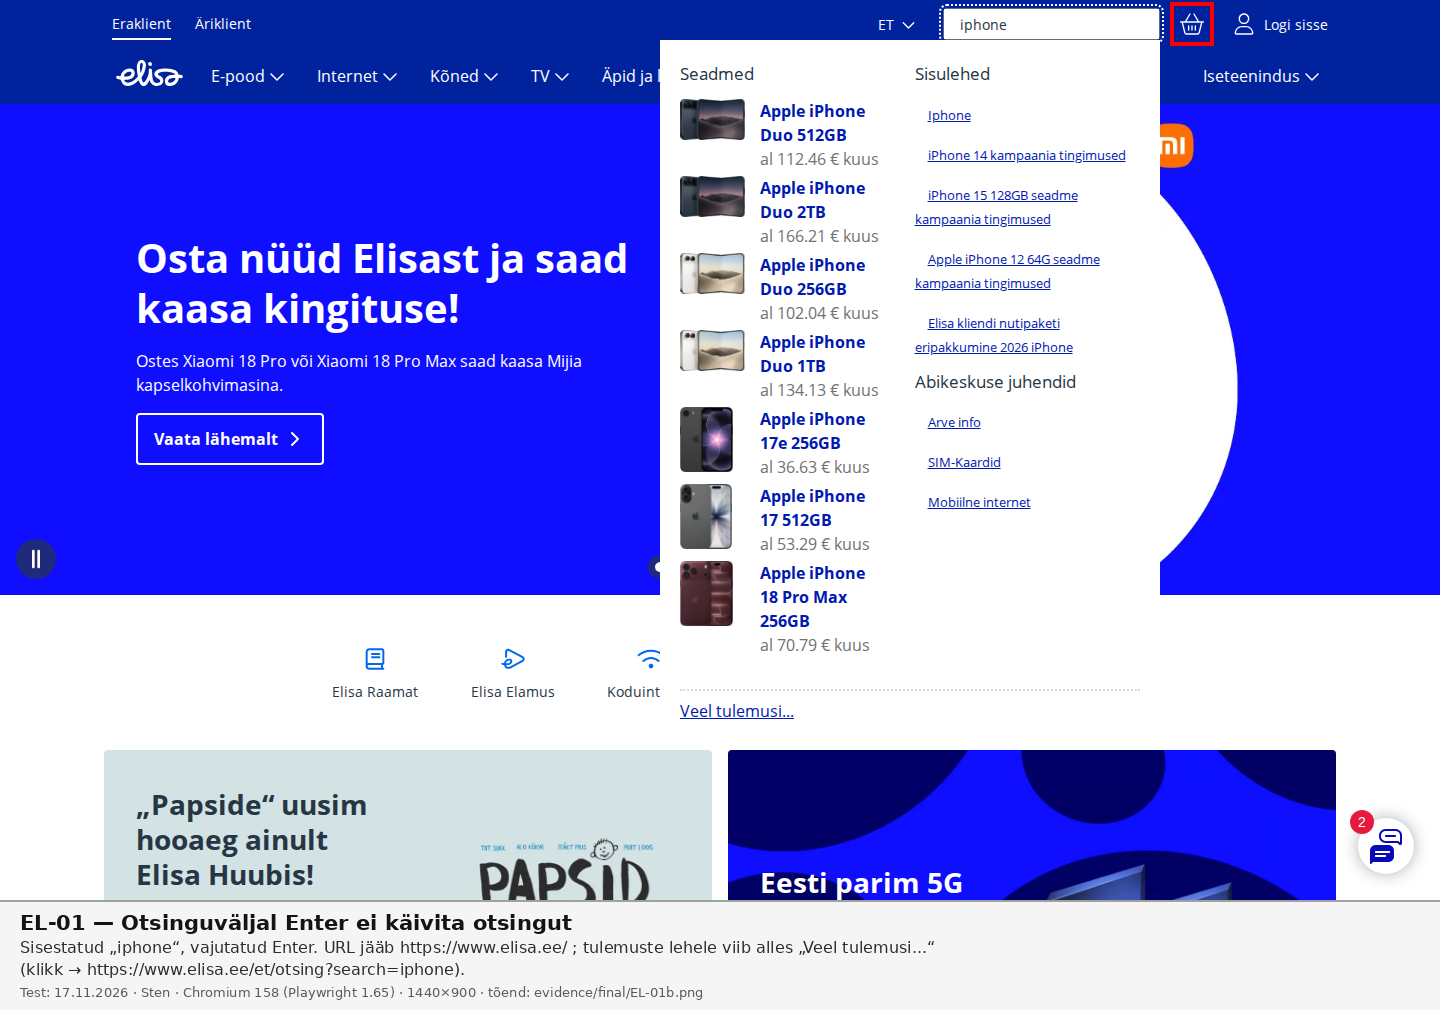 Eraklient
Äriklient
ET
iphone
Logi sisse
elisa
E-pood
Internet
Kõned
TV
Äpid ja
Iseteenindus
Seadmed
Apple iPhone
Duo 512GB
al 112.46 € kuus
Apple iPhone
Duo 2TB
al 166.21 € kuus
Apple iPhone
Duo 256GB
al 102.04 € kuus
Apple iPhone
Duo 1TB
al 134.13 € kuus
Apple iPhone
17e 256GB
al 36.63 € kuus
Apple iPhone
17 512GB
al 53.29 € kuus
Apple iPhone
18 Pro Max
256GB
al 70.79 € kuus
Veel tulemusi...
Sisulehed
Iphone
iPhone 14 kampaania tingimused
iPhone 15 128GB seadme
kampaania tingimused
Apple iPhone 12 64G seadme
kampaania tingimused
Elisa kliendi nutipaketi
eripakkumine 2026 iPhone
Abikeskuse juhendid
Arve info
SIM-Kaardid
Mobiilne internet
mi
Osta nüüd Elisast ja saad
kaasa kingituse!
Ostes Xiaomi 18 Pro või Xiaomi 18 Pro Max saad kaasa Mijia
kapselkohvimasina.
Vaata lähemalt
Elisa Raamat
Elisa Elamus
Koduint
„Papside“ uusim
hooaeg ainult
Elisa Huubis!
PAPSID
Eesti parim 5G
2
EL-01 — Otsinguväljal Enter ei käivita otsingut
Sisestatud „iphone“, vajutatud Enter. URL jääb https://www.elisa.ee/ ; tulemuste lehele viib alles „Veel tulemusi...“
(klikk → https://www.elisa.ee/et/otsing?search=iphone).
Test: 17.11.2026 · Sten · Chromium 158 (Playwright 1.65) · 1440×900 · tõend: evidence/final/EL-01b.png